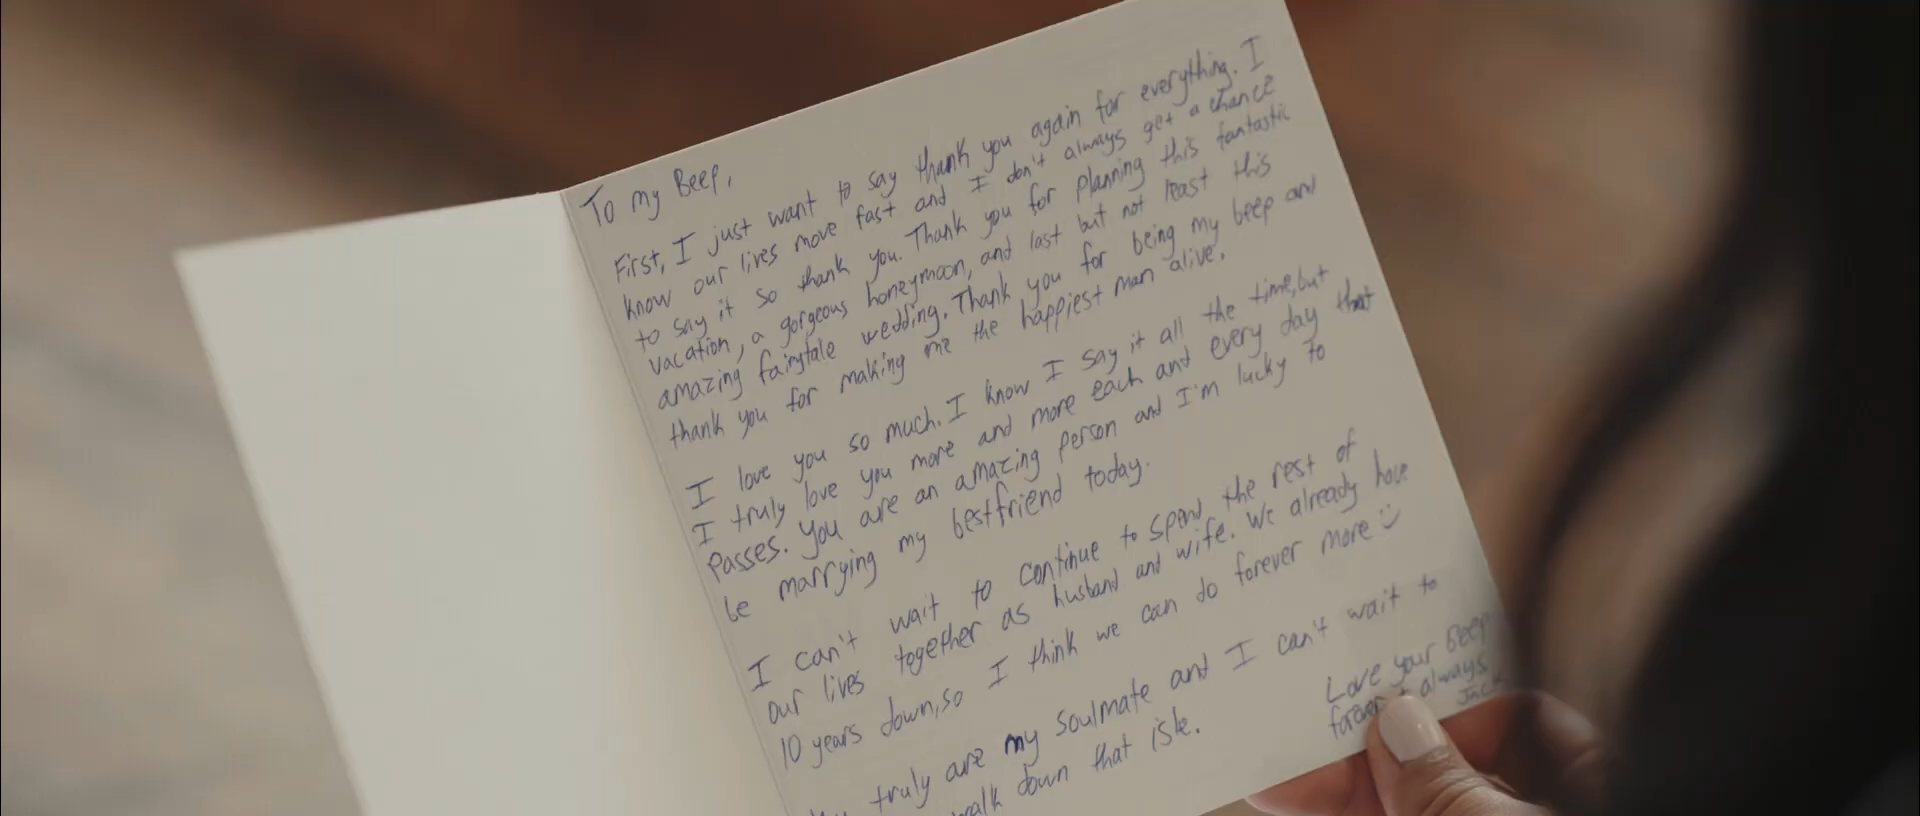 To my Beep,
First, I just want to say thank you again for everything. I
know our lives move fast and I don't always get a chance
to say it so thank you. Thank you for planning this fantastic
vacation, a gorgeous honeymoon, and last but not least this
amazing fairytale wedding. Thank you for being my beep and
thank you for making me the happiest man alive.
I love you so much. I know I say it all the time, but
I truly love you more and more each and every day that
passes. You are an amazing person and I'm lucky to
be marrying my bestfriend today.
I can't wait to continue to spend the rest of
our lives together as husband and wife. We already have
10 years down, so I think we can do forever more :)
truly are my soulmate and I can't wait to
walk down that isle.
Love your Beep
forever & always
Jack